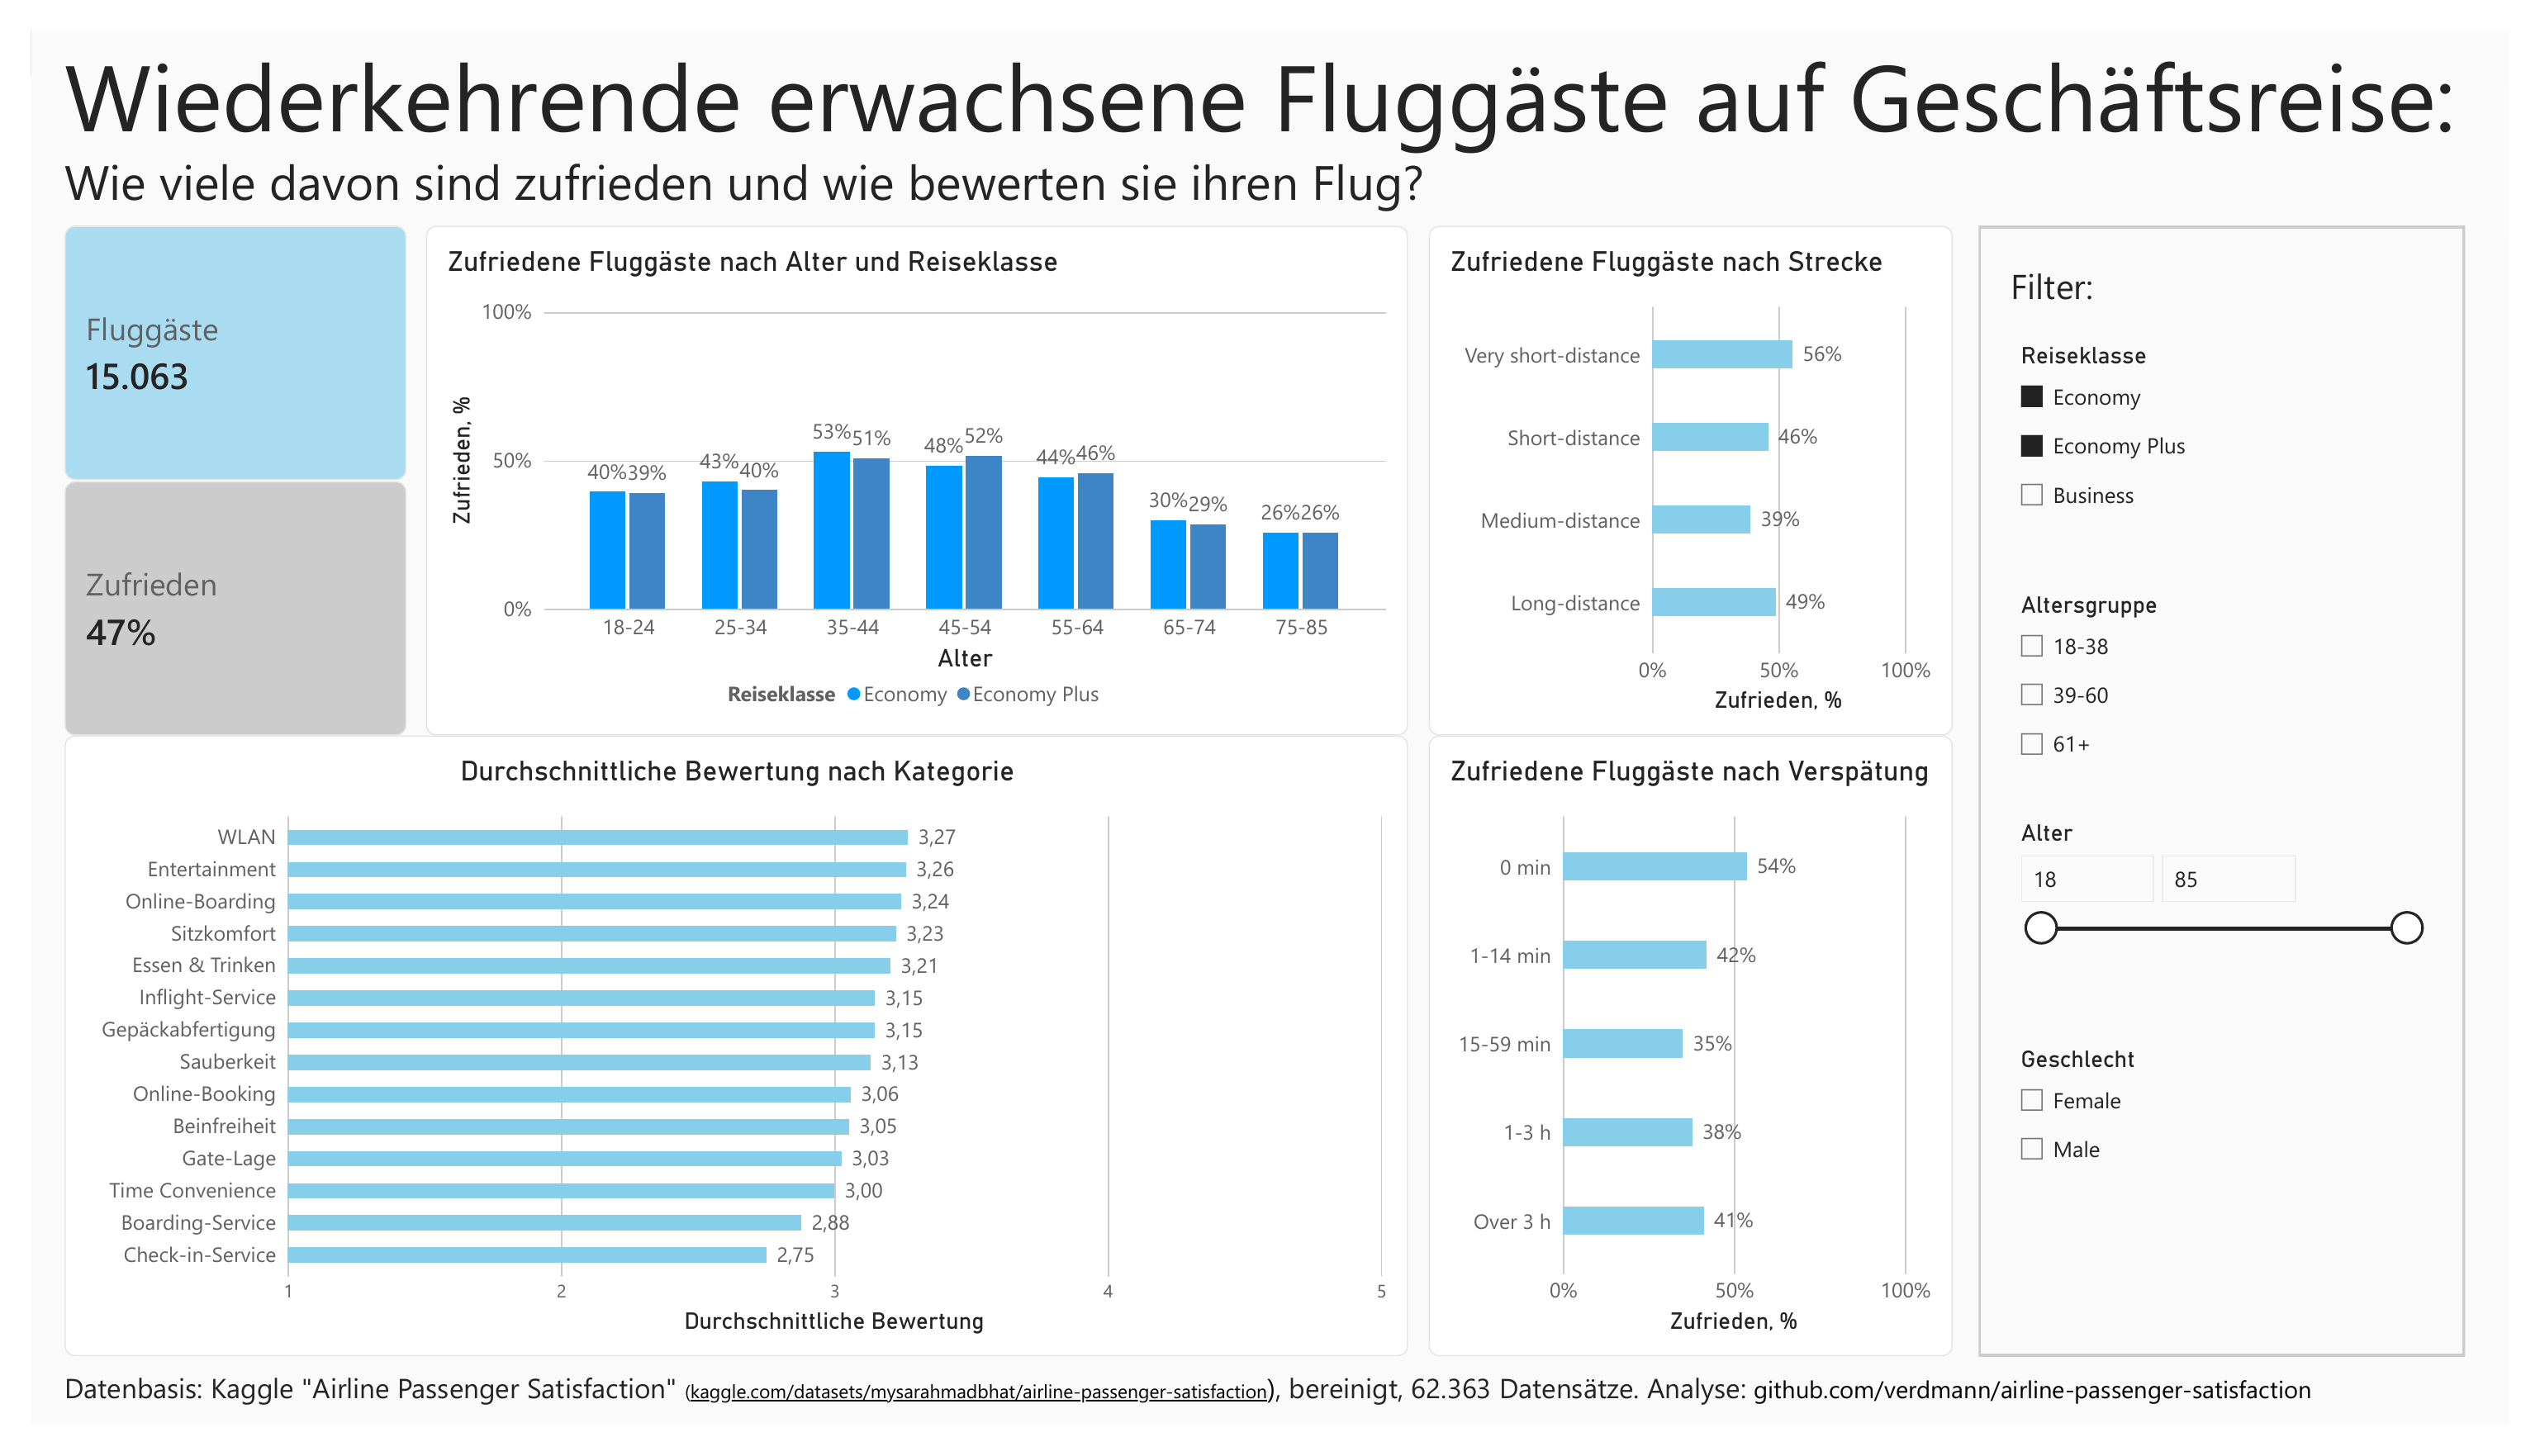 Wiederkehrende erwachsene Fluggäste auf Geschäftsreise:
Wie viele davon sind zufrieden und wie bewerten sie ihren Flug?
Fluggäste
15.063
Zufrieden
47%
Zufriedene Fluggäste nach Alter und Reiseklasse
100%
50%
0%
Zufrieden, %
40% 39% 43% 40% 53% 51% 48% 52% 44% 46% 30% 29% 26% 26%
18-24 25-34 35-44 45-54 55-64 65-74 75-85
Alter
Reiseklasse Economy Economy Plus
Zufriedene Fluggäste nach Strecke
Very short-distance 56%
Short-distance 46%
Medium-distance 39%
Long-distance 49%
0% 50% 100%
Zufrieden, %
Durchschnittliche Bewertung nach Kategorie
WLAN 3,27
Entertainment 3,26
Online-Boarding 3,24
Sitzkomfort 3,23
Essen & Trinken 3,21
Inflight-Service 3,15
Gepäckabfertigung 3,15
Sauberkeit 3,13
Online-Booking 3,06
Beinfreiheit 3,05
Gate-Lage 3,03
Time Convenience 3,00
Boarding-Service 2,88
Check-in-Service 2,75
1 2 3 4 5
Durchschnittliche Bewertung
Zufriedene Fluggäste nach Verspätung
0 min 54%
1-14 min 42%
15-59 min 35%
1-3 h 38%
Over 3 h 41%
0% 50% 100%
Zufrieden, %
Filter:
Reiseklasse
Economy
Economy Plus
Business
Altersgruppe
18-38
39-60
61+
Alter
18 85
Geschlecht
Female
Male
Datenbasis: Kaggle "Airline Passenger Satisfaction" (kaggle.com/datasets/mysarahmadbhat/airline-passenger-satisfaction), bereinigt, 62.363 Datensätze. Analyse: github.com/verdmann/airline-passenger-satisfaction